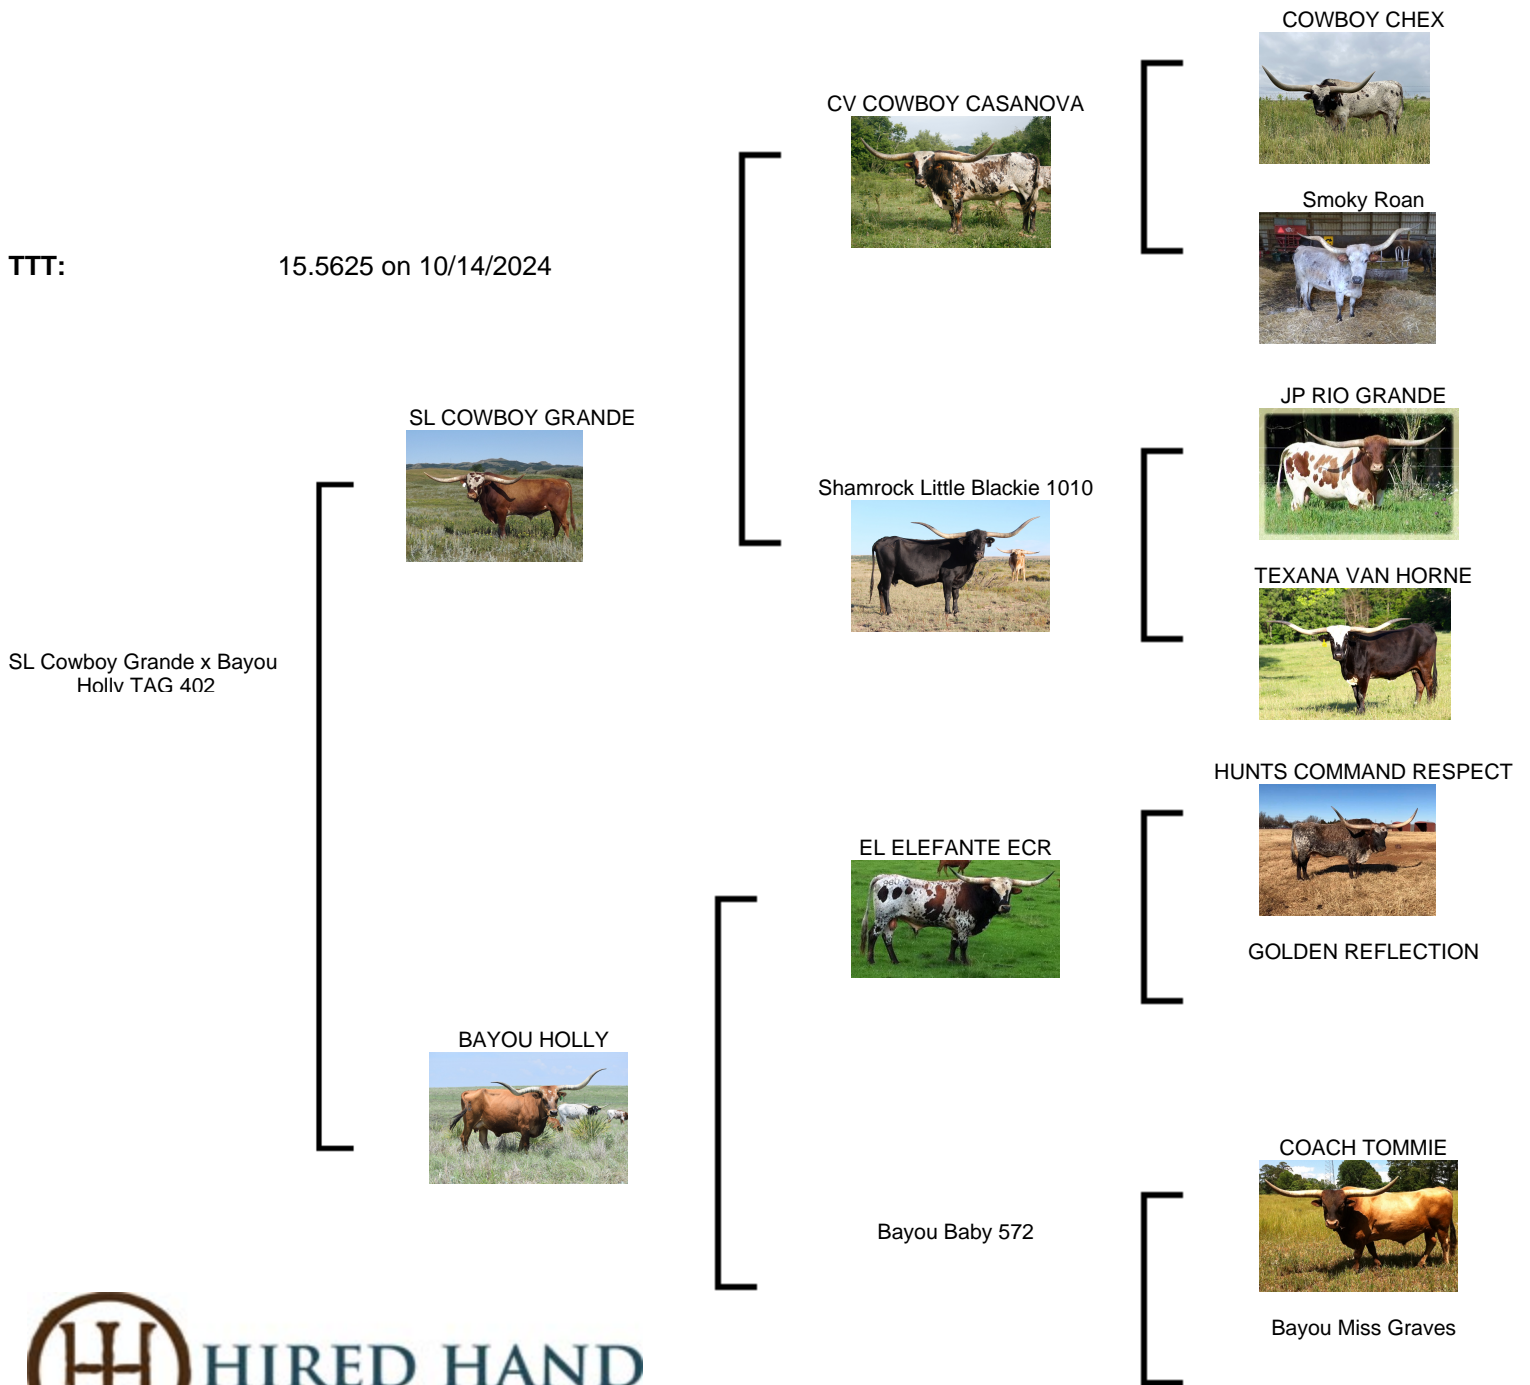 COWBOY CHEX
CV COWBOY CASANOVA
Smoky Roan
TTT: 15.5625 on 10/14/2024
JP RIO GRANDE
SL COWBOY GRANDE
Shamrock Little Blackie 1010
TEXANA VAN HORNE
SL Cowboy Grande x Bayou
Holly TAG 402
HUNTS COMMAND RESPECT
EL ELEFANTE ECR
GOLDEN REFLECTION
BAYOU HOLLY
COACH TOMMIE
Bayou Baby 572
Bayou Miss Graves
HIRED HAND